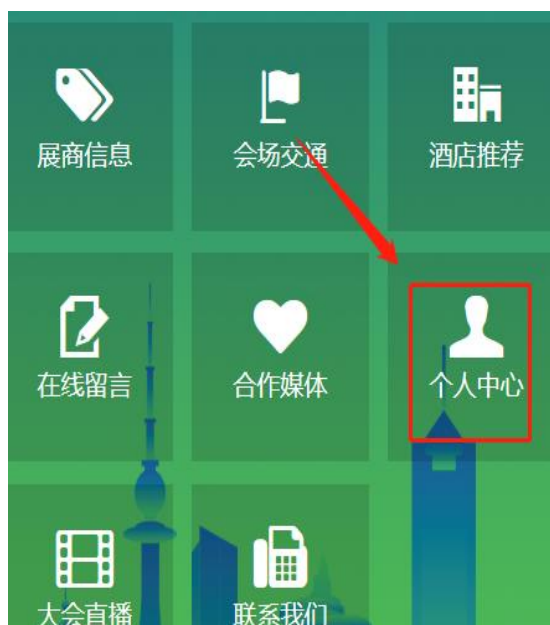 展商信息
会场交通
酒店推荐
在线留言
合作媒体
个人中心
大会直播
联系我们